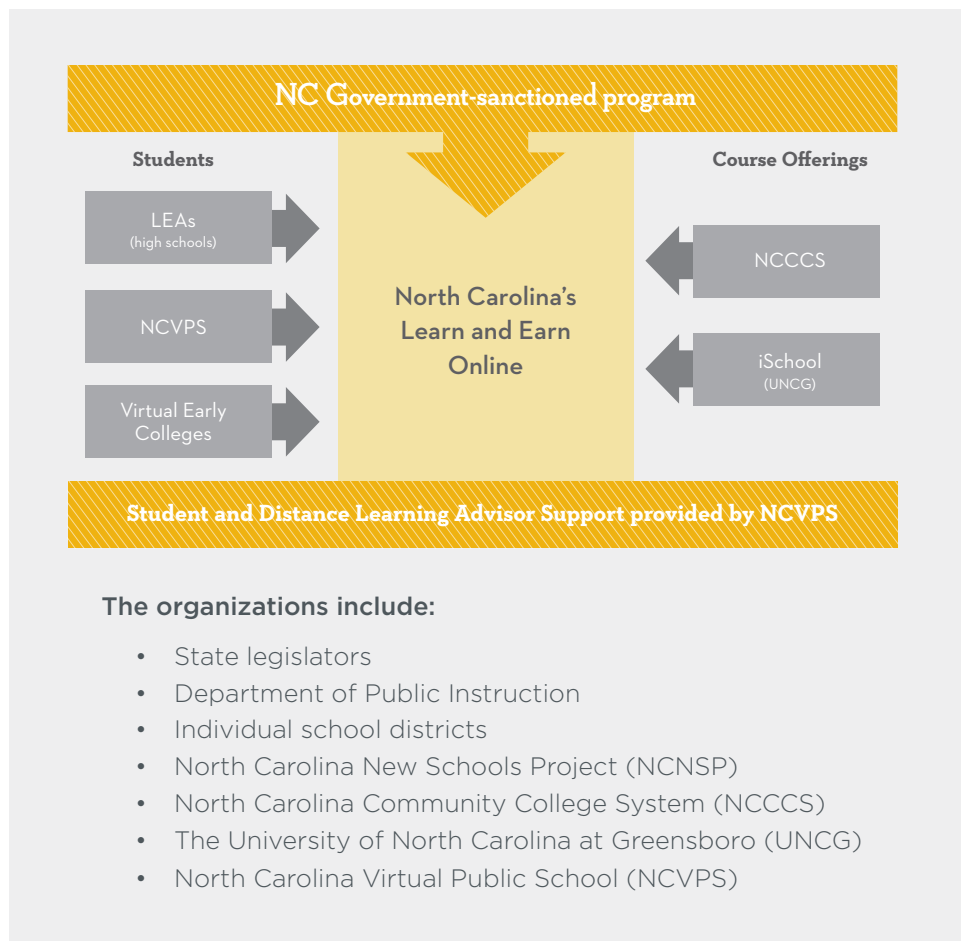 NC Government-sanctioned program
Students
LEAs
(high schools)
NCVPS
Virtual Early
Colleges
North Carolina's
Learn and Earn
Online
Course Offerings
NCCCS
iSchool
(UNCG)
Student and Distance Learning Advisor Support provided by NCVPS
The organizations include:
• State legislators
• Department of Public Instruction
• Individual school districts
• North Carolina New Schools Project (NCNSP)
• North Carolina Community College System (NCCCS)
• The University of North Carolina at Greensboro (UNCG)
• North Carolina Virtual Public School (NCVPS)